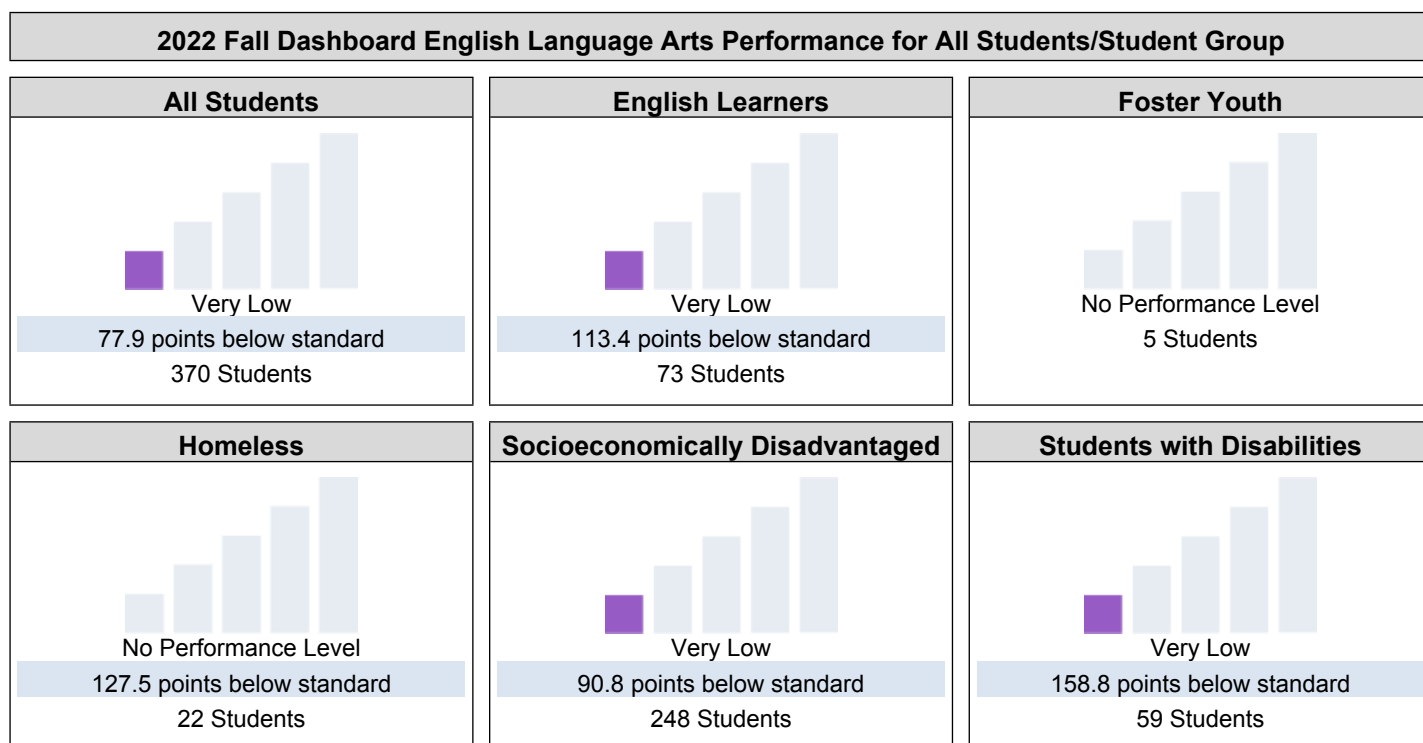 2022 Fall Dashboard English Language Arts Performance for All Students/Student Group
All Students
Very Low
77.9 points below standard
370 Students
English Learners
Very Low
113.4 points below standard
73 Students
Foster Youth
No Performance Level
5 Students
Homeless
No Performance Level
127.5 points below standard
22 Students
Socioeconomically Disadvantaged
Very Low
90.8 points below standard
248 Students
Students with Disabilities
Very Low
158.8 points below standard
59 Students